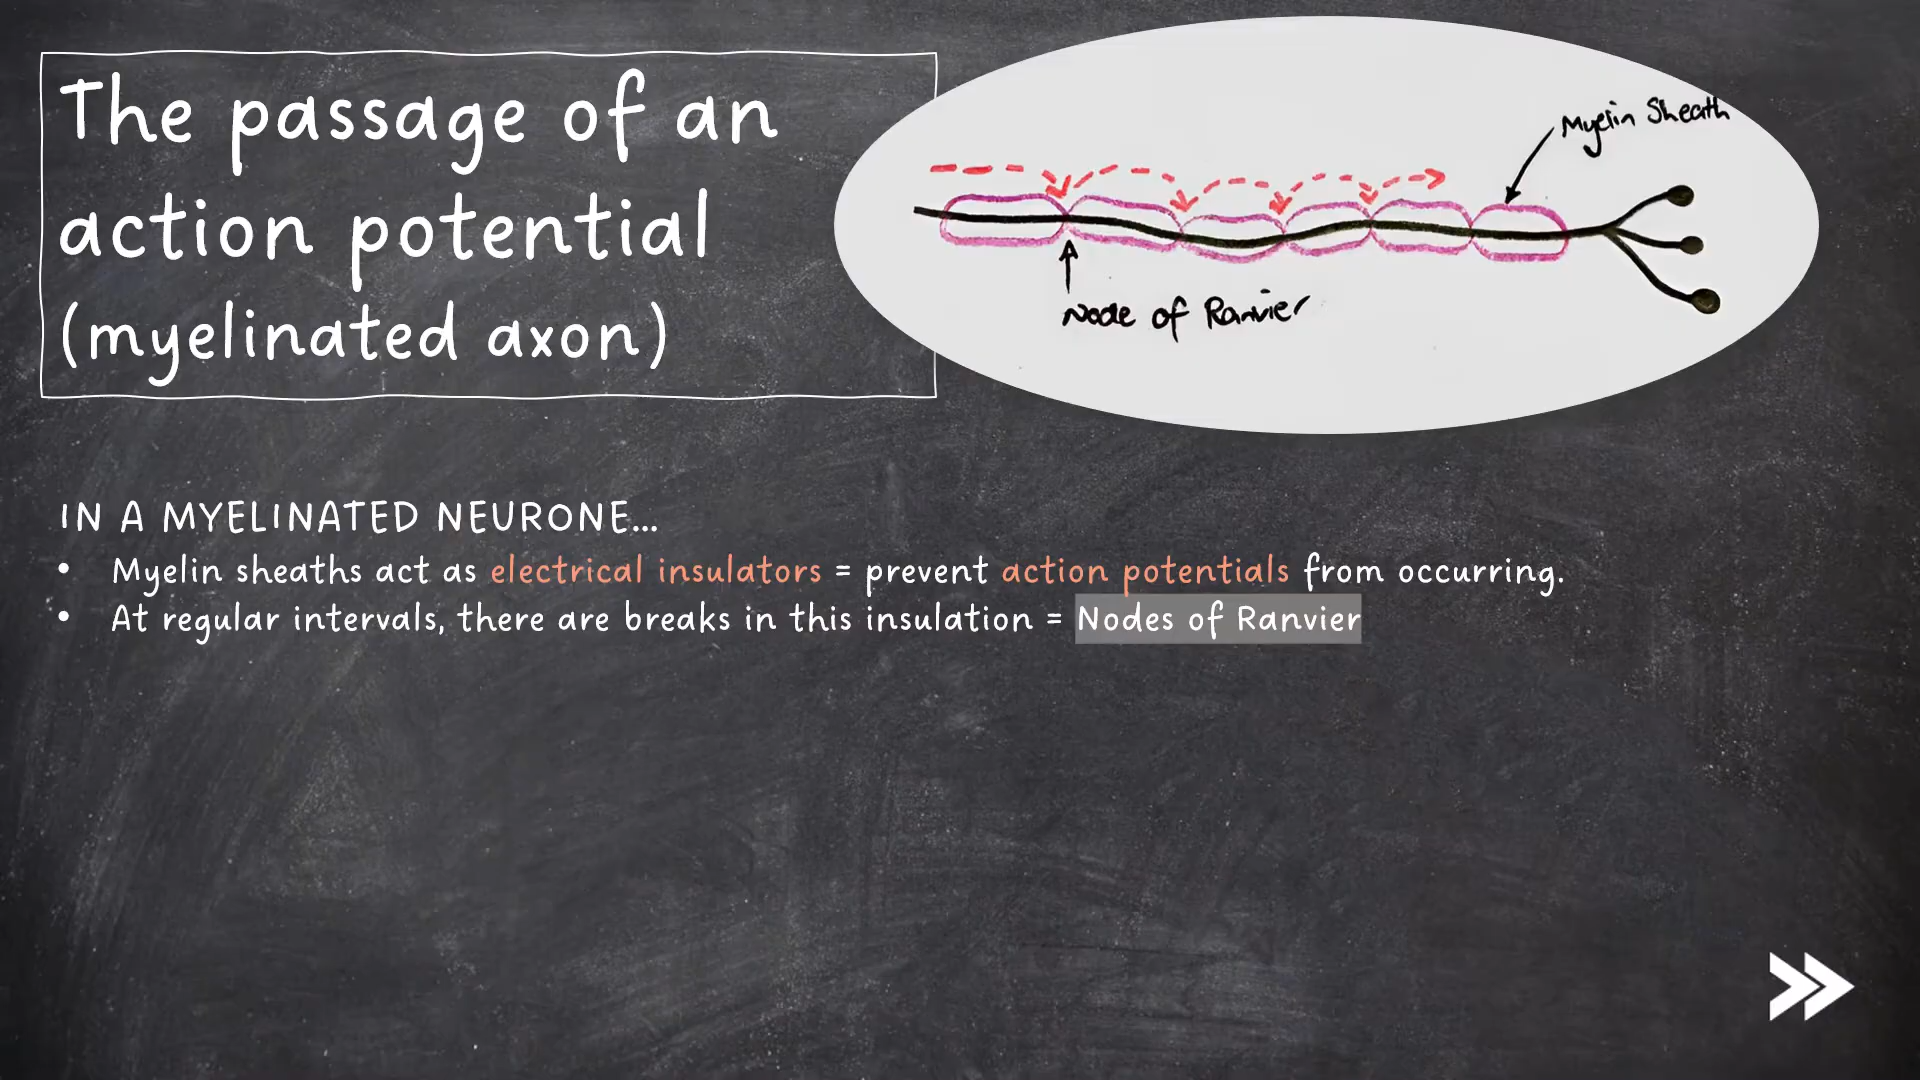 The passage of an
action potential
(myelinated axon)
Myelin Sheath
Node of Ranvier
IN A MYELINATED NEURONE...
• Myelin sheaths act as electrical insulators = prevent action potentials from occurring.
• At regular intervals, there are breaks in this insulation = Nodes of Ranvier